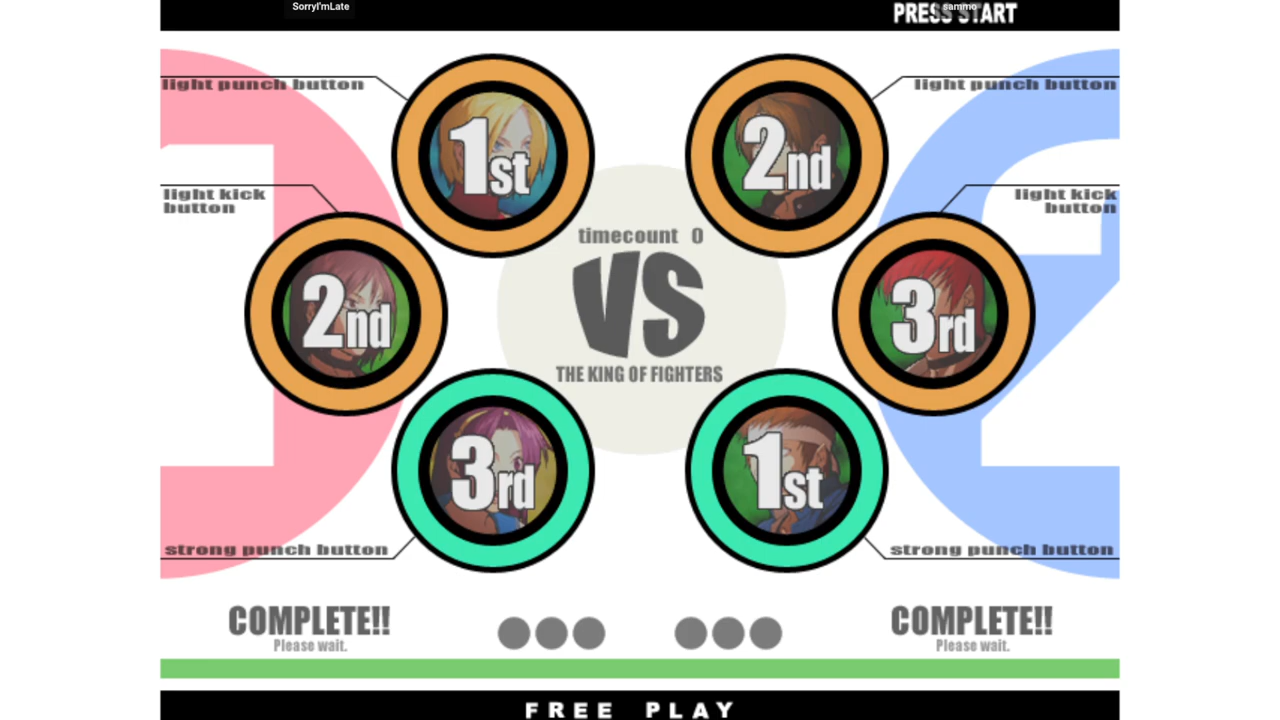 SorryI'mLate
sammo
PRESS START
light punch button
light punch button
1st
2nd
light kick
button
light kick
button
timecount 0
2nd
VS
3rd
THE KING OF FIGHTERS
3rd
1st
strong punch button
strong punch button
COMPLETE!!
Please wait.
COMPLETE!!
Please wait.
FREE PLAY